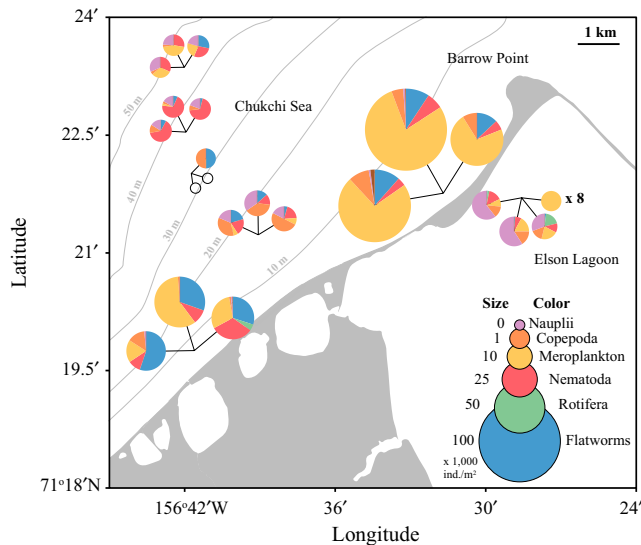 24′
1 km
Barrow Point
50 m
Chukchi Sea
22.5′
40 m
30 m
x 8
20 m
21′
10 m
Elson Lagoon
Latitude
Size Color
0 Nauplii
1 Copepoda
10 Meroplankton
19.5′
25 Nematoda
50 Rotifera
100 Flatworms
x 1,000
ind./m²
71°18′N
156°42′W 36′ 30′ 24′
Longitude